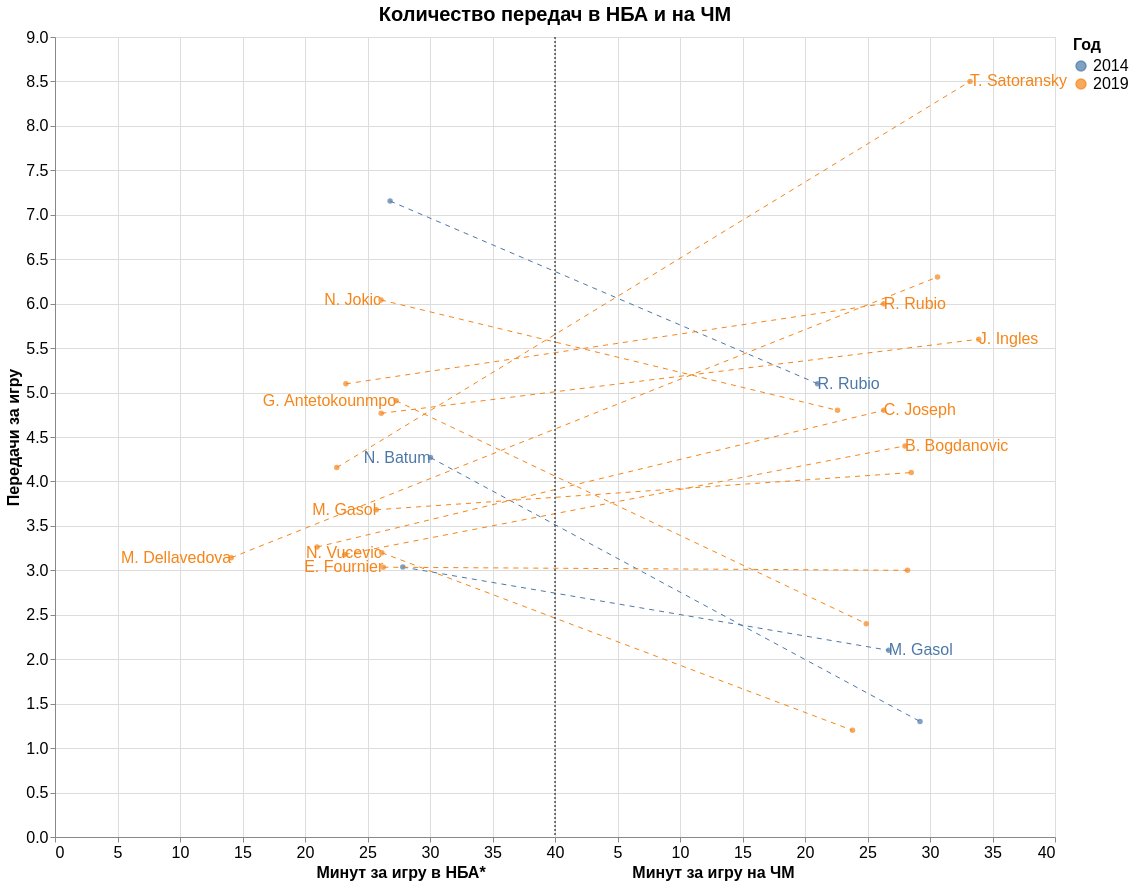 Количество передач в НБА и на ЧМ
Год
2014
2019
Передачи за игру
9.0
8.5
8.0
7.5
7.0
6.5
6.0
5.5
5.0
4.5
4.0
3.5
3.0
2.5
2.0
1.5
1.0
0.5
0.0
T. Satoransky
N. Jokic
R. Rubio
J. Ingles
R. Rubio
G. Antetokounmpo
C. Joseph
B. Bogdanovic
N. Batum
M. Gasol
N. Vucevic
M. Dellavedova
E. Fournier
M. Gasol
0 5 10 15 20 25 30 35 40 5 10 15 20 25 30 35 40
Минут за игру в НБА* Минут за игру на ЧМ